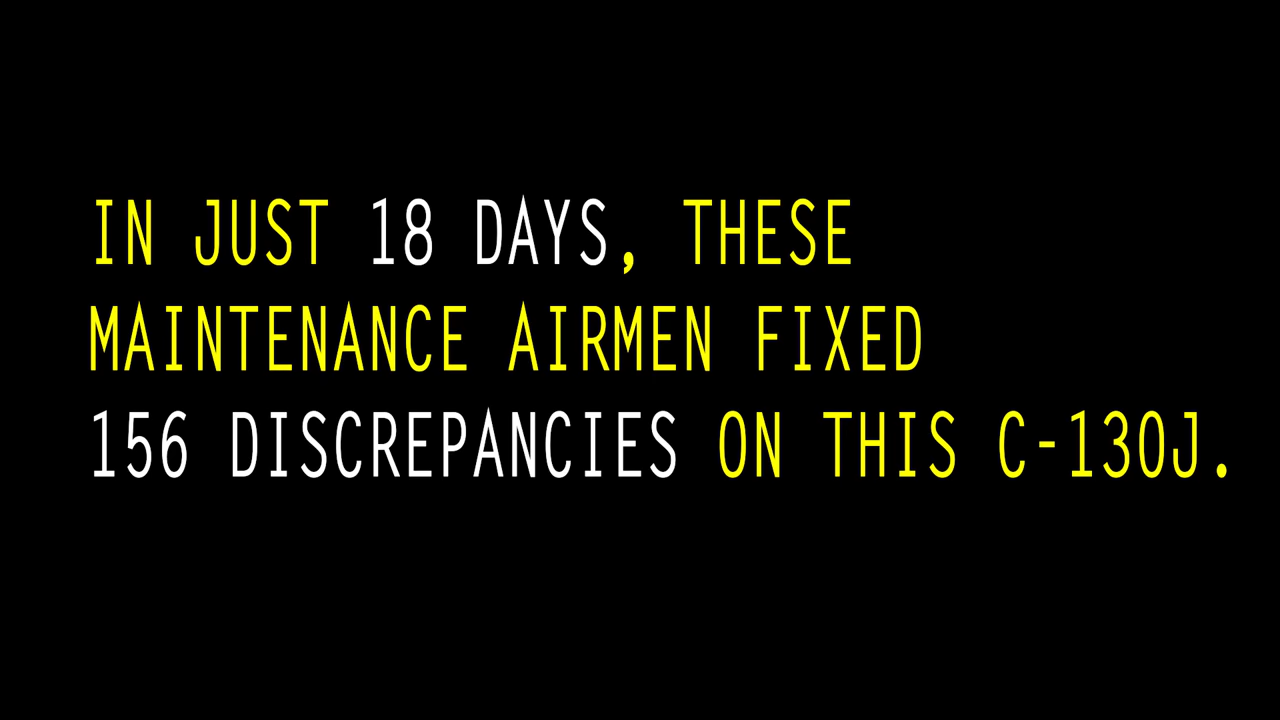 IN JUST 18 DAYS, THESE
MAINTENANCE AIRMEN FIXED
156 DISCREPANCIES ON THIS C-130J.